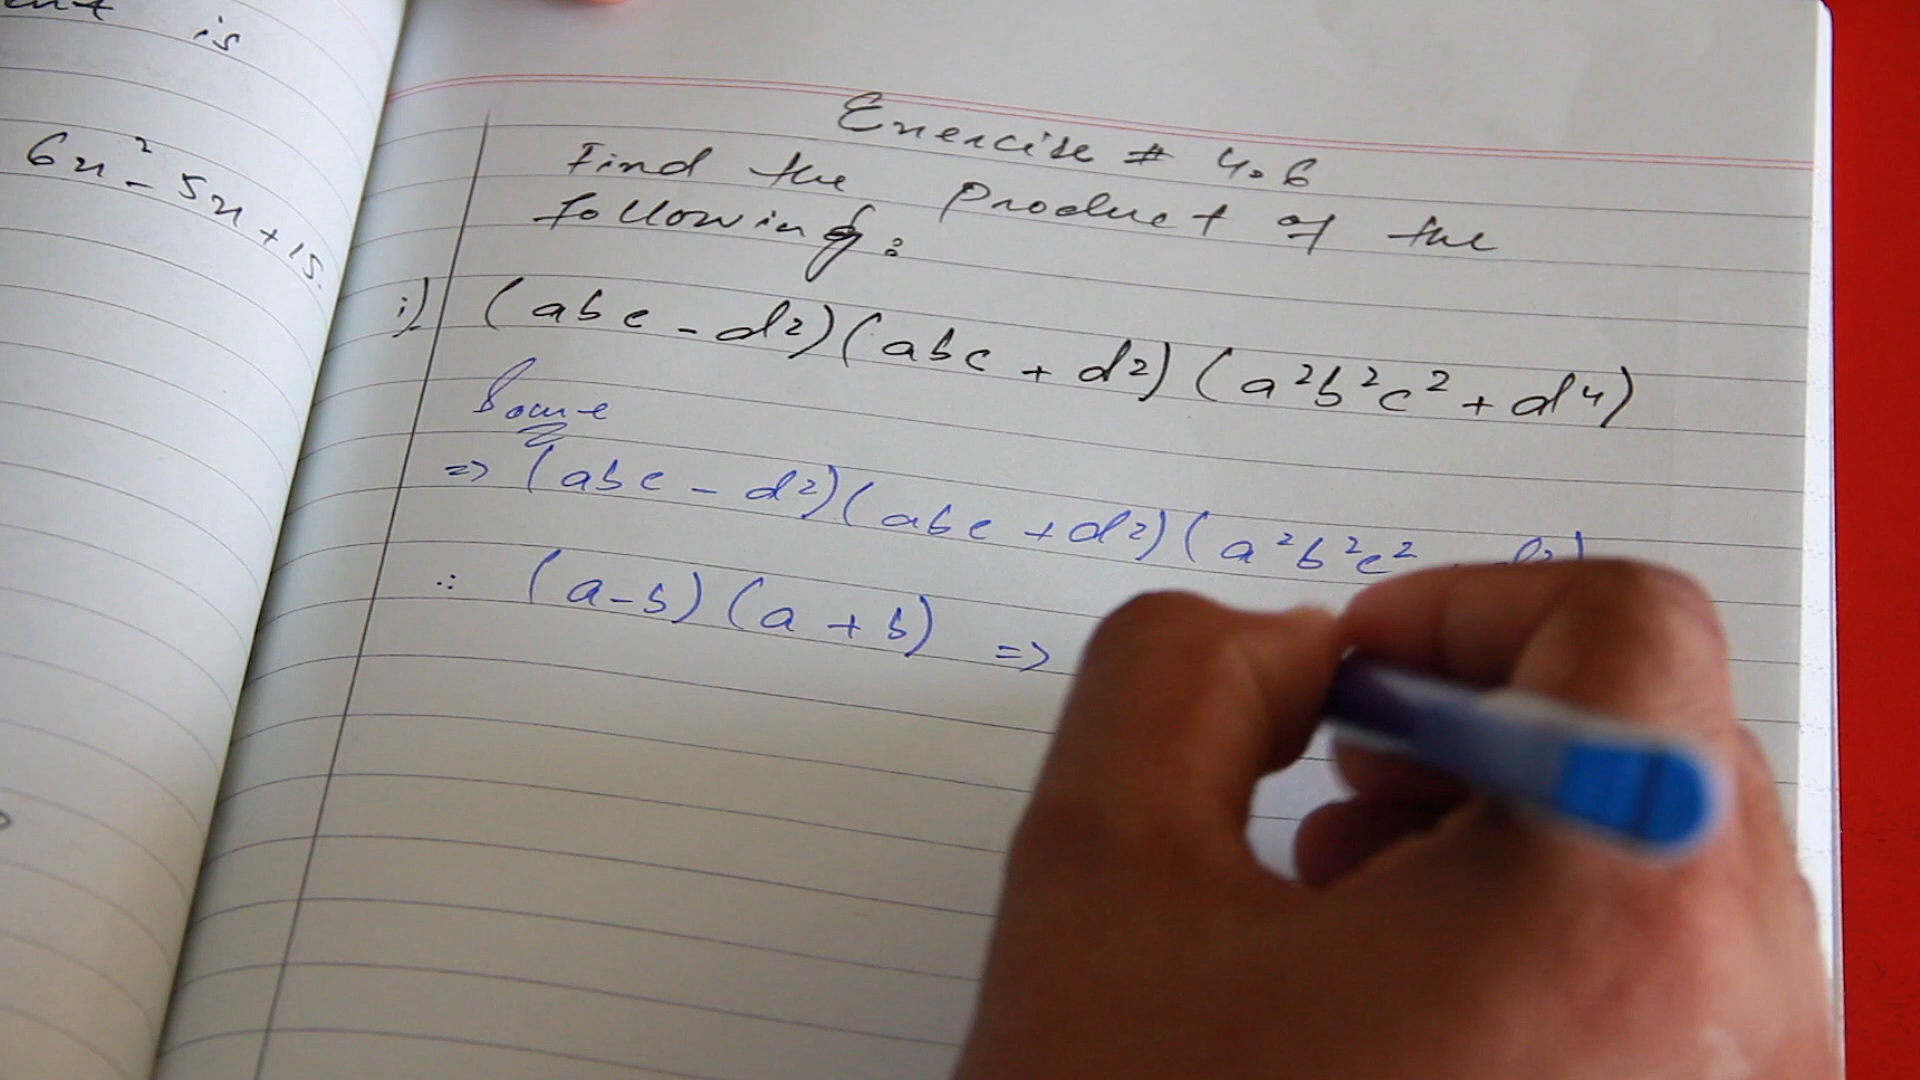 is
6x² - 5x + 15.
Exercise # 4.6
Find the Product of the
following:
i) (abc - d²)(abc + d²)(a²b²c² + d⁴)
=> (abc - d²)(abc + d²)(a²b²c²
∴ (a-b)(a+b) =>